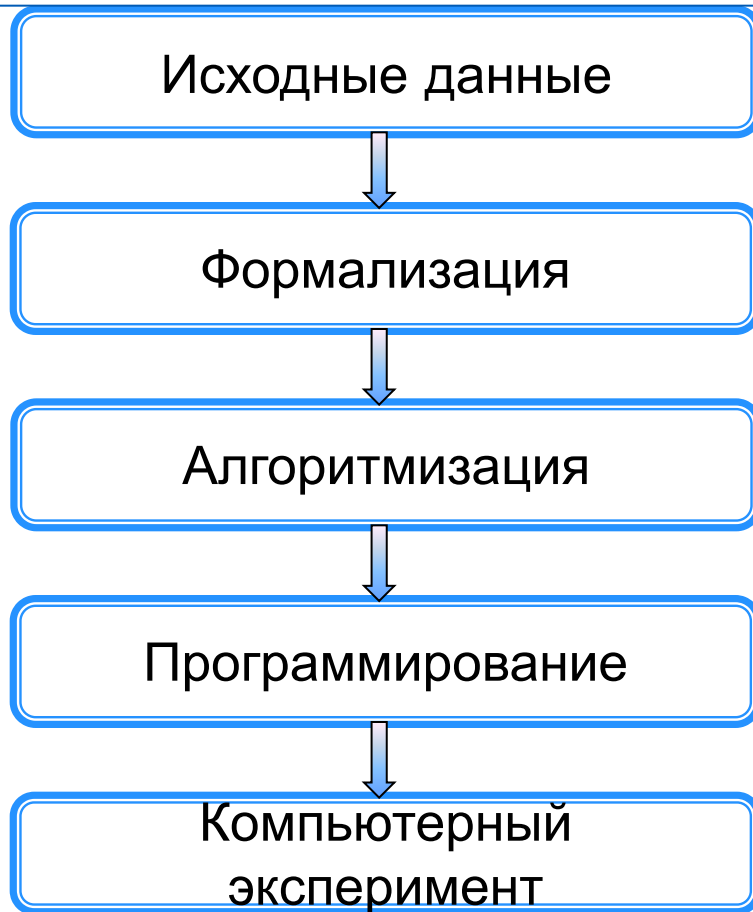 Исходные данные
Формализация
Алгоритмизация
Программирование
Компьютерный
эксперимент